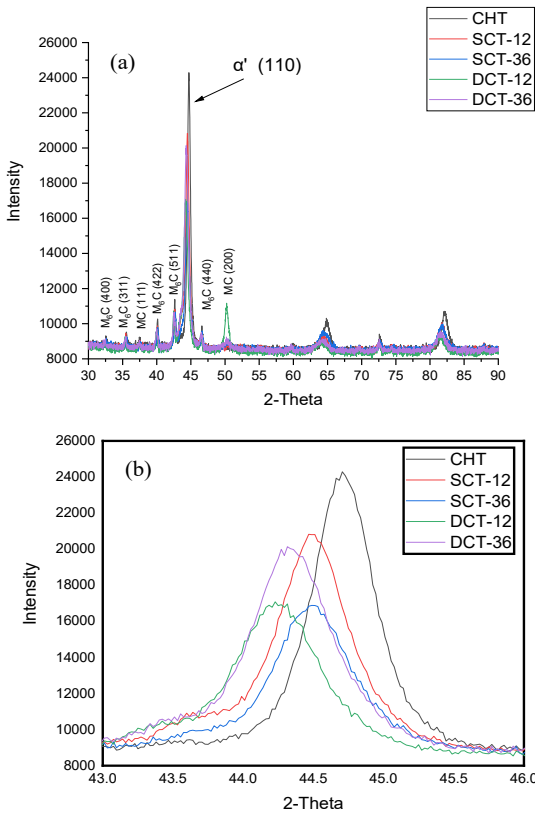 CHT
SCT-12
SCT-36
DCT-12
DCT-36
(a)
α' (110)
26000
24000
22000
20000
18000
16000
14000
12000
10000
8000
Intensity
M₆C (400)
M₆C (311)
MC (111)
M₆C (422)
M₆C (511)
M₆C (440)
MC (200)
30 35 40 45 50 55 60 65 70 75 80 85 90
2-Theta
(b)
CHT
SCT-12
SCT-36
DCT-12
DCT-36
26000
24000
22000
20000
18000
16000
14000
12000
10000
8000
Intensity
43.0 43.5 44.0 44.5 45.0 45.5 46.0
2-Theta